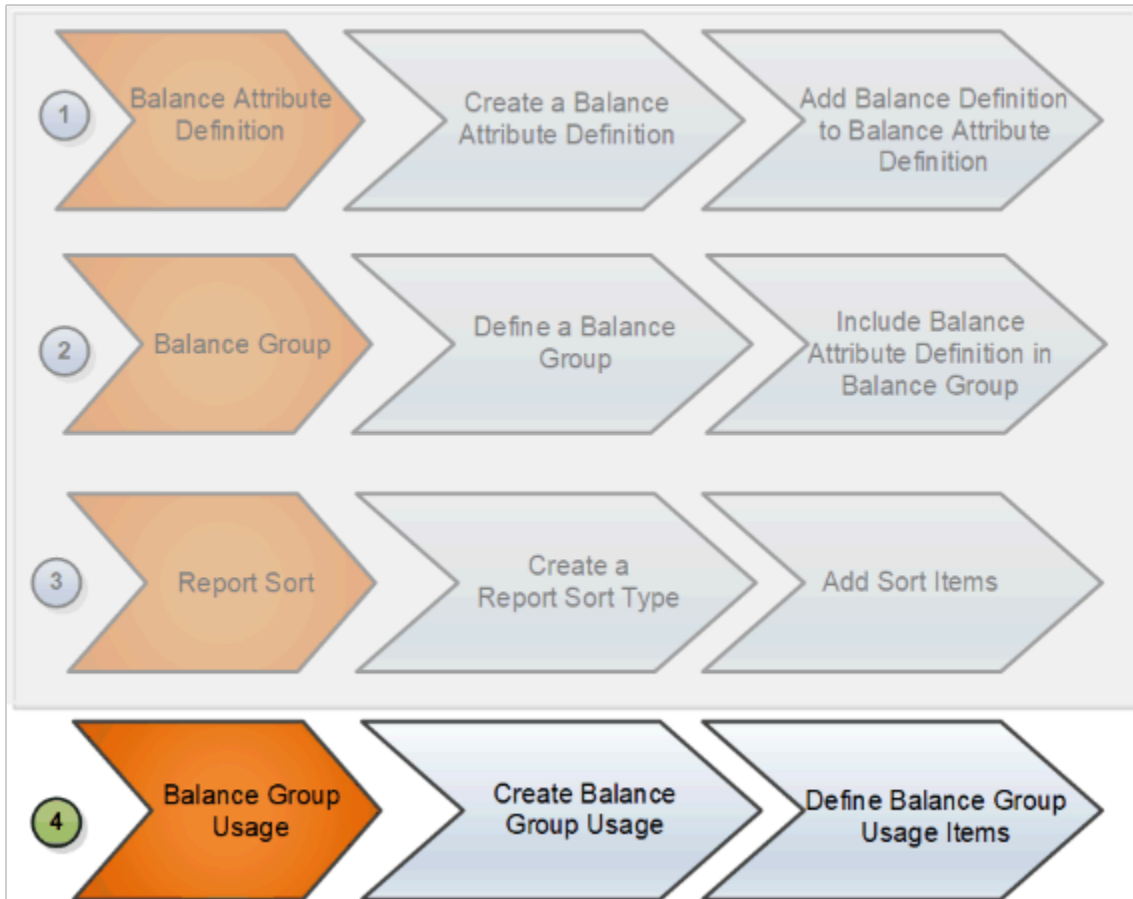 1
Balance Attribute
Definition
Create a Balance
Attribute Definition
Add Balance Definition
to Balance Attribute
Definition
2
Balance Group
Define a Balance
Group
Include Balance
Attribute Definition in
Balance Group
3
Report Sort
Create a
Report Sort Type
Add Sort Items
4
Balance Group
Usage
Create Balance
Group Usage
Define Balance Group
Usage Items